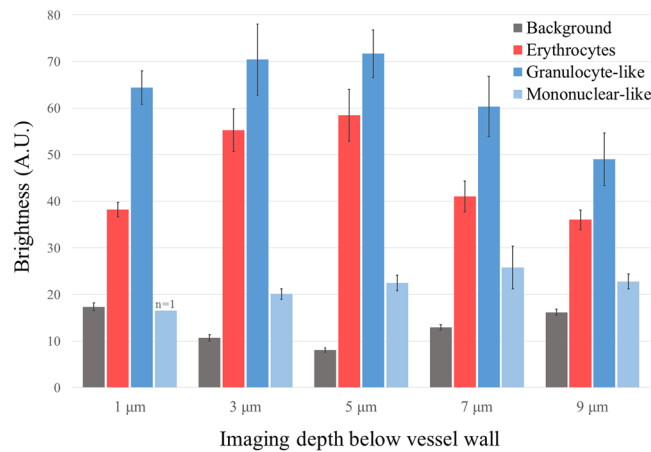 80
70
60
50
40
30
20
10
0
Brightness (A.U.)
Background
Erythrocytes
Granulocyte-like
Mononuclear-like
n=1
1 μm 3 μm 5 μm 7 μm 9 μm
Imaging depth below vessel wall